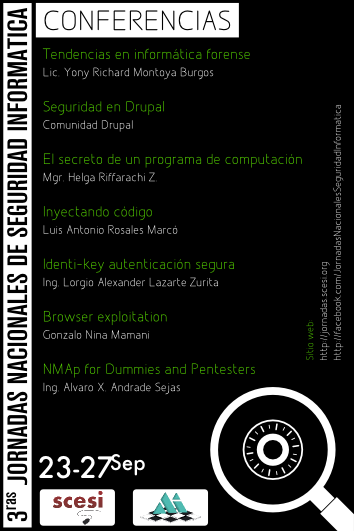 3ras JORNADAS NACIONALES DE SEGURIDAD INFORMATICA
CONFERENCIAS
Tendencias en informática forense
Lic. Yony Richard Montoya Burgos
Seguridad en Drupal
Comunidad Drupal
El secreto de un programa de computación
Mgr. Helga Riffarachi Z.
Inyectando código
Luis Antonio Rosales Marcó
Identi-key autenticación segura
Ing. Lorgio Alexander Lazarte Zurita
Browser exploitation
Gonzalo Nina Mamani
NMAp for Dummies and Pentesters
Ing. Alvaro X. Andrade Sejas
Sitio web:
http://jornadas.scesi.org
http://facebook.com/JornadasNacionalesSeguridadInformatica
23-27Sep
scesi